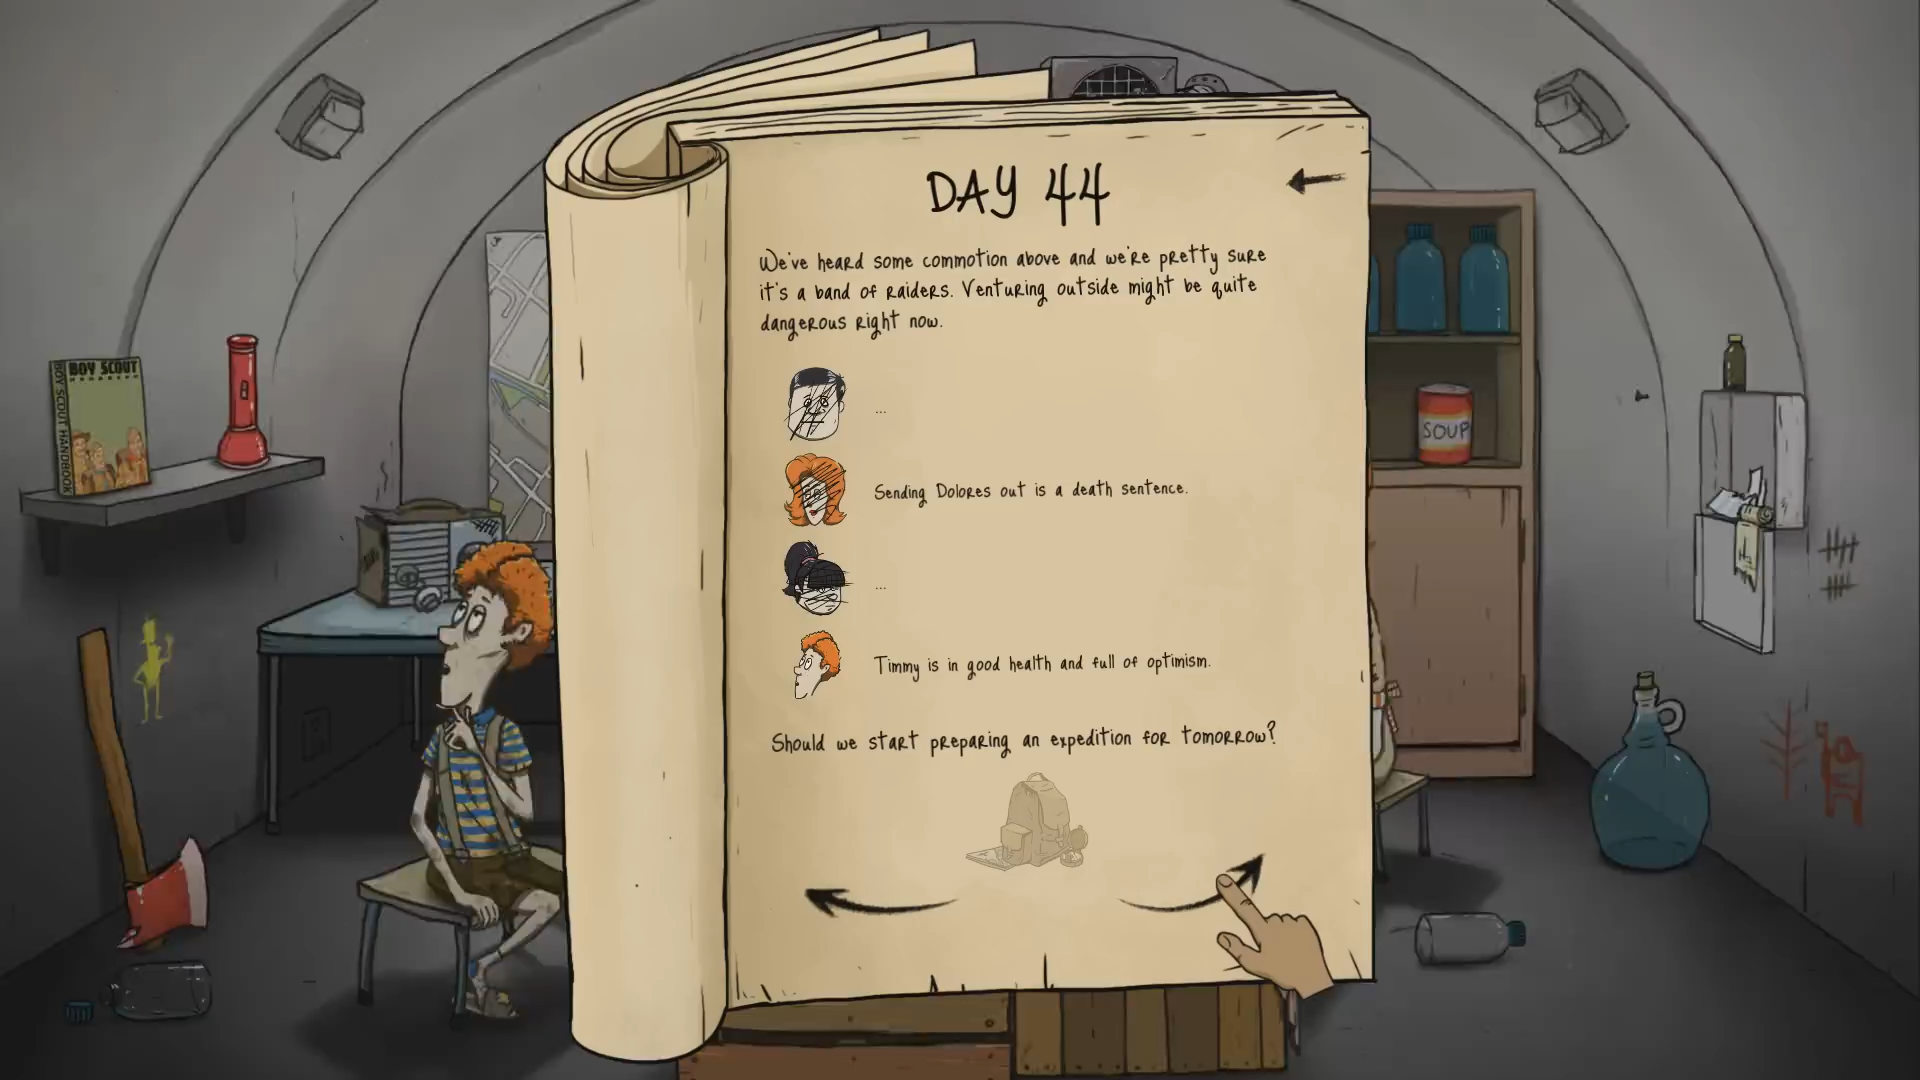 DAY 44
We've heard some commotion above and we're pretty sure
it's a band of raiders. Venturing outside might be quite
dangerous right now.
...
Sending Dolores out is a death sentence.
...
Timmy is in good health and full of optimism.
Should we start preparing an expedition for tomorrow?
BOY SCOUT
BOY SCOUT HANDBOOK
SOUP